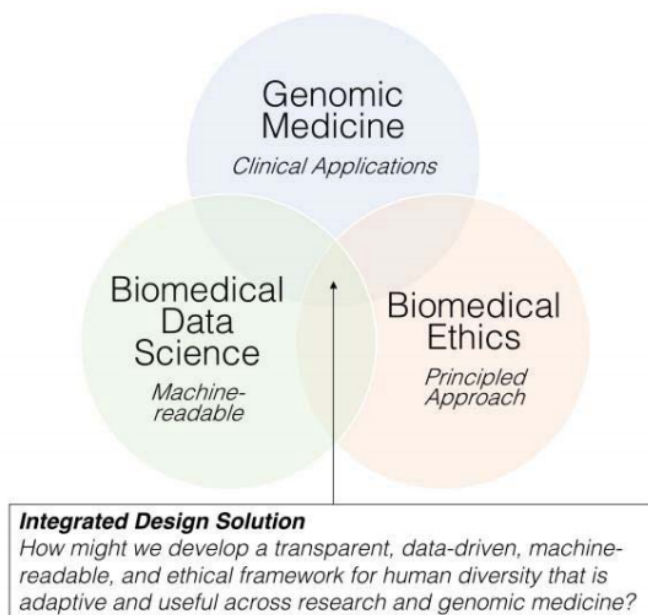 Genomic
Medicine
Clinical Applications
Biomedical
Data
Science
Machine-
readable
Biomedical
Ethics
Principled
Approach
Integrated Design Solution
How might we develop a transparent, data-driven, machine-
readable, and ethical framework for human diversity that is
adaptive and useful across research and genomic medicine?